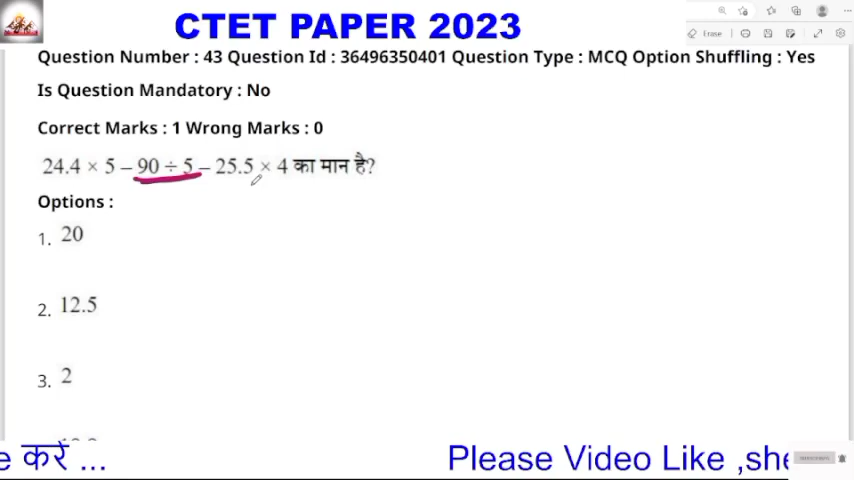 CTET PAPER 2023
Erase
Question Number : 43 Question Id : 36496350401 Question Type : MCQ Option Shuffling : Yes
Is Question Mandatory : No
Correct Marks : 1 Wrong Marks : 0
24.4 × 5 – 90 ÷ 5 – 25.5 × 4 का मान है?
Options :
1. 20
2. 12.5
3. 2
e करें ... Please Video Like ,she